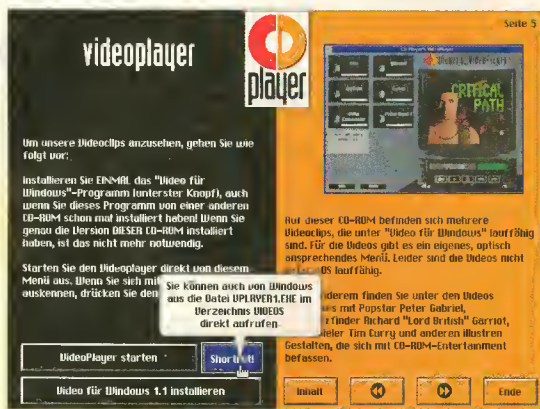 videoplayer
player
Um unsere Videoclips anzusehen, gehen Sie wie
folgt vor:
Installieren Sie EINMAL das "Video für
Windows"-Programm (unterster Knopf), auch
wenn Sie dieses Programm von einer anderen
CD-ROM schon mal installiert haben! Wenn Sie
genau die Version DIESER CD-ROM installiert
haben, ist das nicht mehr notwendig.
Starten Sie den Videoplayer direkt von diesem
Menü aus. Wenn Sie sich mit
auskennen, drücken Sie den
Sie können auch von Windows
aus die Datei VPLAYER1.EXE im
Verzeichnis VIDEOS
direkt aufrufen.
VideoPlayer starten
Shortcut!
Video für Windows 1.1 installieren
Seite 5
CRITICAL
PATH
Auf dieser CD-ROM befinden sich mehrere
Videoclips, die unter "Video für Windows" lauffähig
sind. Für die Videos gibt es ein eigenes, optisch
ansprechendes Menü. Leider sind die Videos nicht
lauffähig.
anderem finden Sie unter den Videos
mit Popstar Peter Gabriel,
finder Richard "Lord British" Garriot,
ieler Tim Curry und anderen illustren
Gestalten, die sich mit CD-ROM-Entertainment
befassen.
Inhalt
Ende